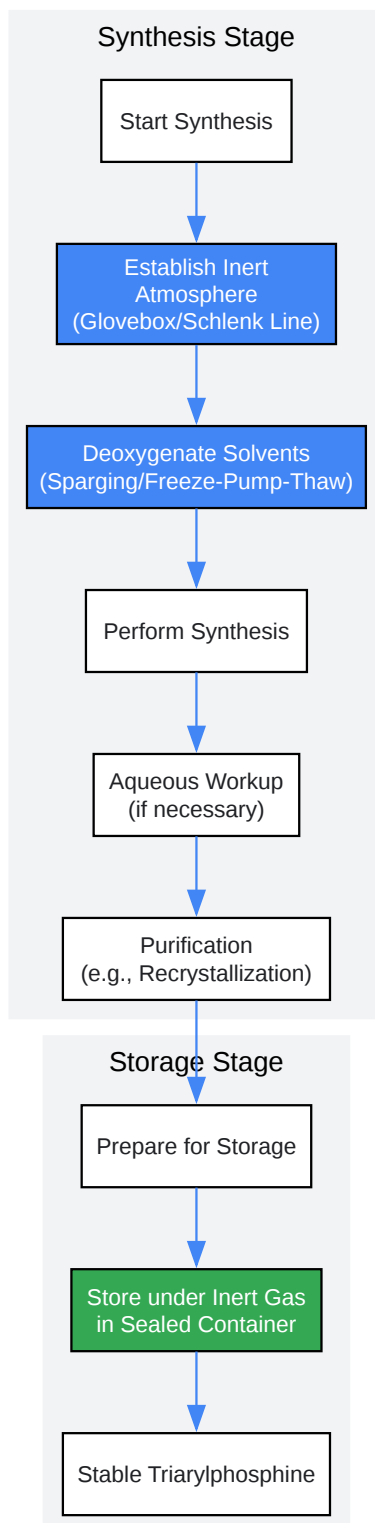 Synthesis Stage
Start Synthesis
Establish Inert
Atmosphere
(Glovebox/Schlenk Line)
Deoxygenate Solvents
(Sparging/Freeze-Pump-Thaw)
Perform Synthesis
Aqueous Workup
(if necessary)
Purification
(e.g., Recrystallization)
Storage Stage
Prepare for Storage
Store under Inert Gas
in Sealed Container
Stable Triarylphosphine